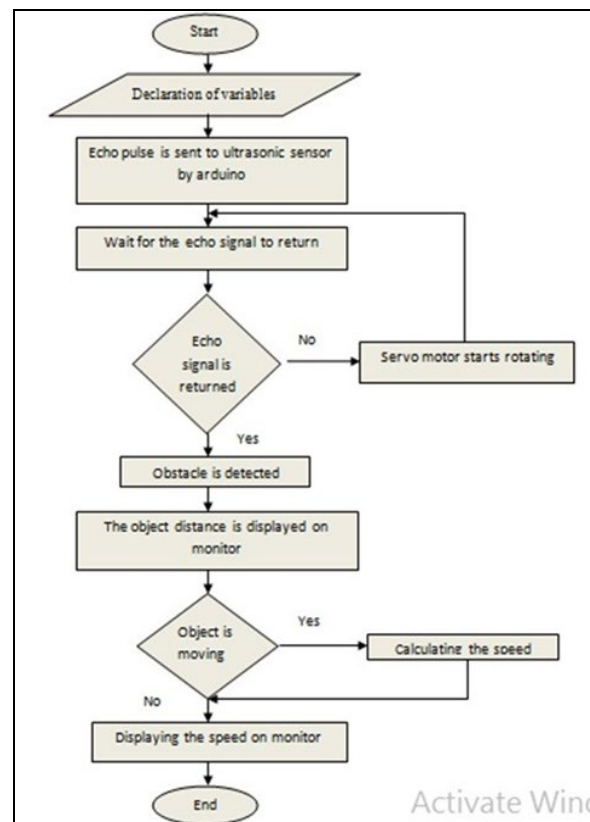 Start
Declaration of variables
Echo pulse is sent to ultrasonic sensor
by arduino
Wait for the echo signal to return
Echo
signal is
returned
No
Servo motor starts rotating
Yes
Obstacle is detected
The object distance is displayed on
monitor
Object is
moving
Yes
Calculating the speed
No
Displaying the speed on monitor
End
Activate Wind